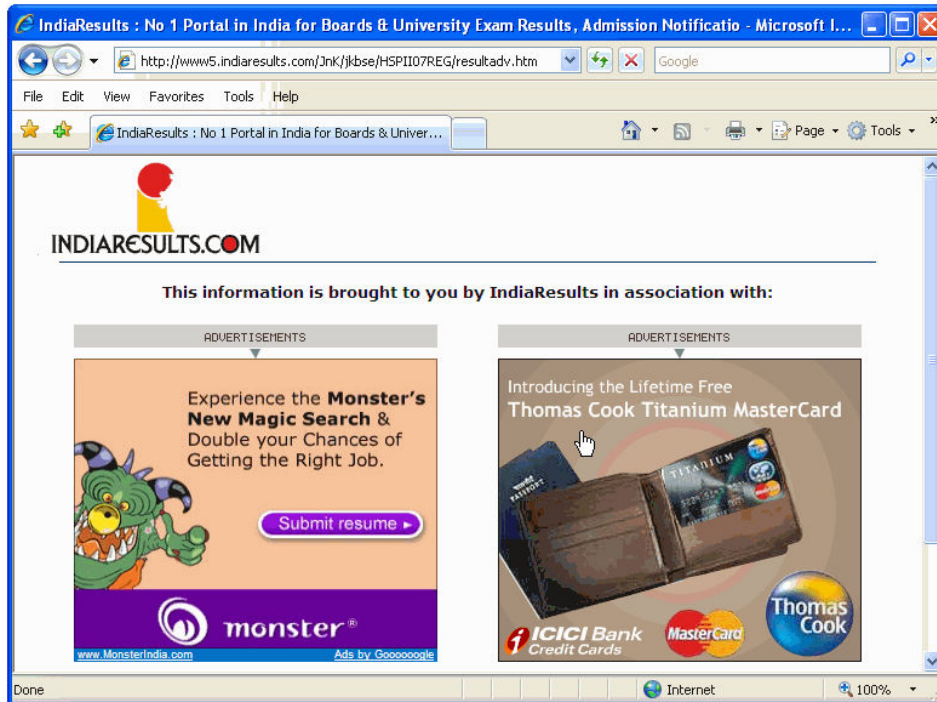 IndiaResults : No 1 Portal in India for Boards & University Exam Results, Admission Notificatio - Microsoft I...
http://www5.indiaresults.com/JnK/jkbse/HSPII07REG/resultadv.htm
Google
File Edit View Favorites Tools Help
IndiaResults : No 1 Portal in India for Boards & Univer...
Page
Tools
INDIARESULTS.COM
This information is brought to you by IndiaResults in association with:
ADVERTISEMENTS
Experience the Monster's
New Magic Search &
Double your Chances of
Getting the Right Job.
Submit resume
monster®
www.MonsterIndia.com
Ads by Goooooogle
ADVERTISEMENTS
Introducing the Lifetime Free
Thomas Cook Titanium MasterCard
PASSPORT
TITANIUM
ICICI Bank
Credit Cards
MasterCard
Thomas
Cook
Done
Internet
100%